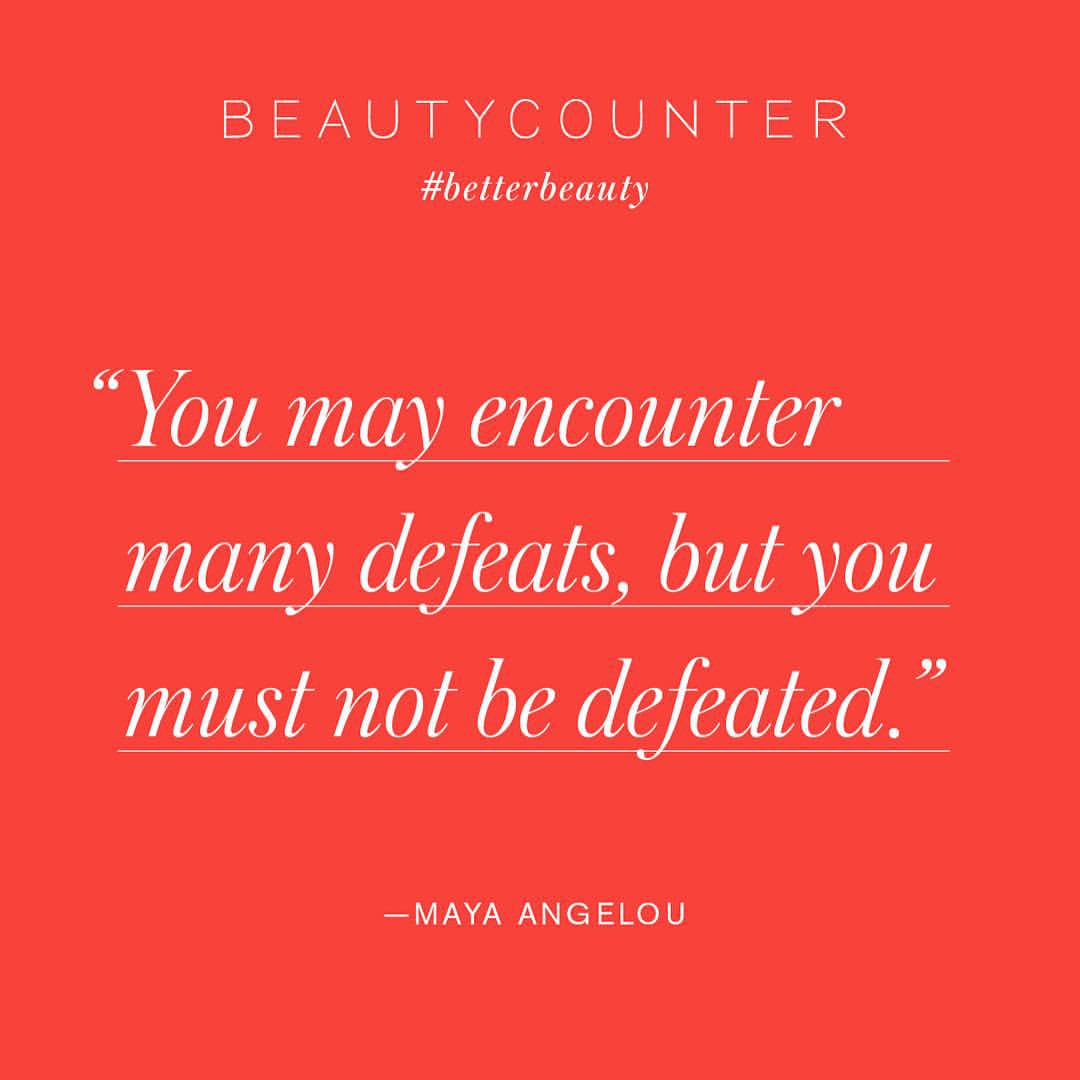 BEAUTYCOUNTER
#betterbeauty
“You may encounter
many defeats, but you
must not be defeated.”
—MAYA ANGELOU